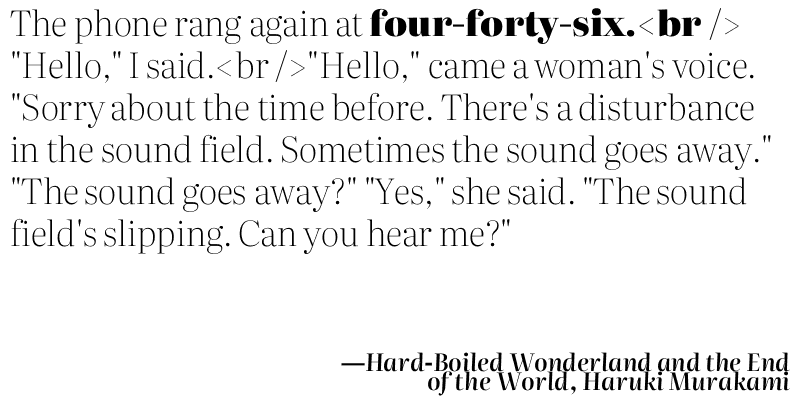 The phone rang again at four-forty-six.<br />
"Hello," I said.<br />"Hello," came a woman's voice.
"Sorry about the time before. There's a disturbance
in the sound field. Sometimes the sound goes away."
"The sound goes away?" "Yes," she said. "The sound
field's slipping. Can you hear me?"
—Hard-Boiled Wonderland and the End
of the World, Haruki Murakami